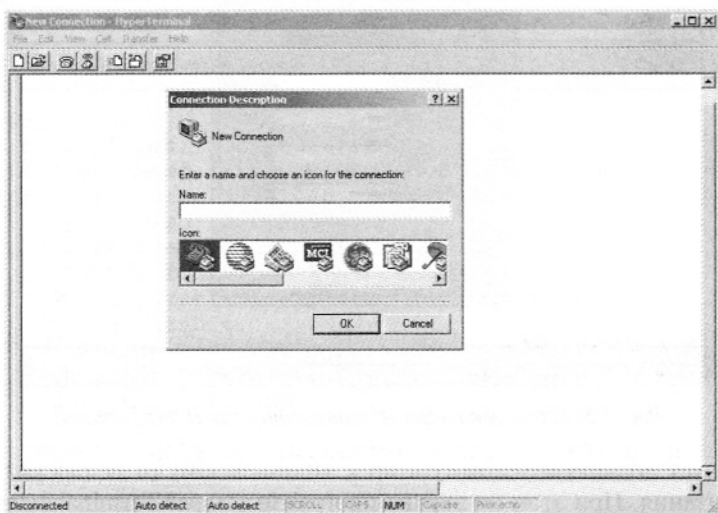 New Connection - HyperTerminal
File Edit View Call Transfer Help
Connection Description
New Connection
Enter a name and choose an icon for the connection:
Name:
Icon:
MCI
OK Cancel
Disconnected Auto detect Auto detect SCROLL CAPS NUM Capture Print echo